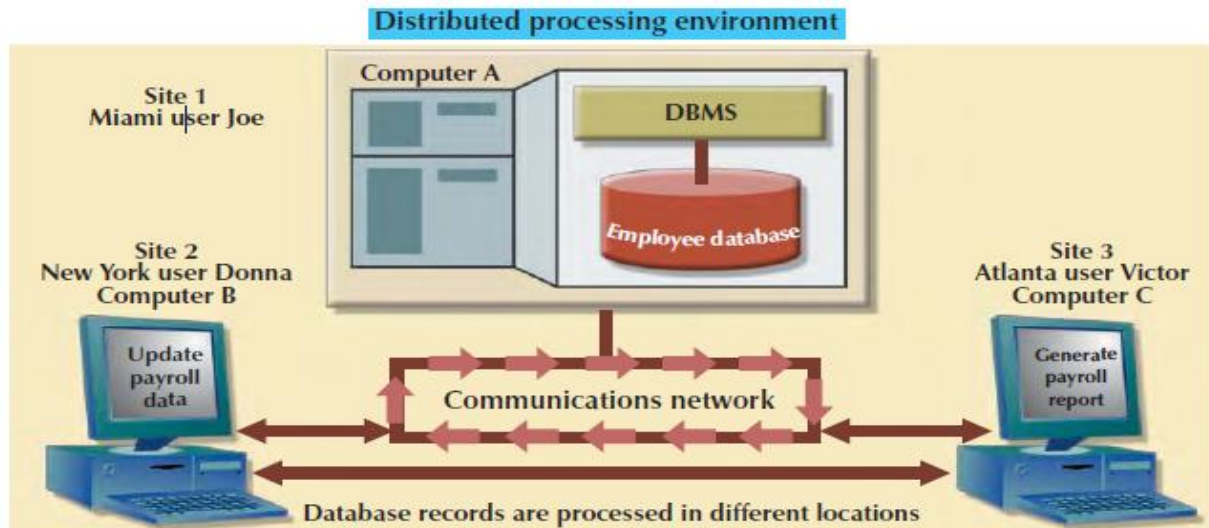 Distributed processing environment
Computer A
Site 1
Miami user Joe
DBMS
Employee database
Site 2
New York user Donna
Computer B
Site 3
Atlanta user Victor
Computer C
Update
payroll
data
Communications network
Generate
payroll
report
Database records are processed in different locations